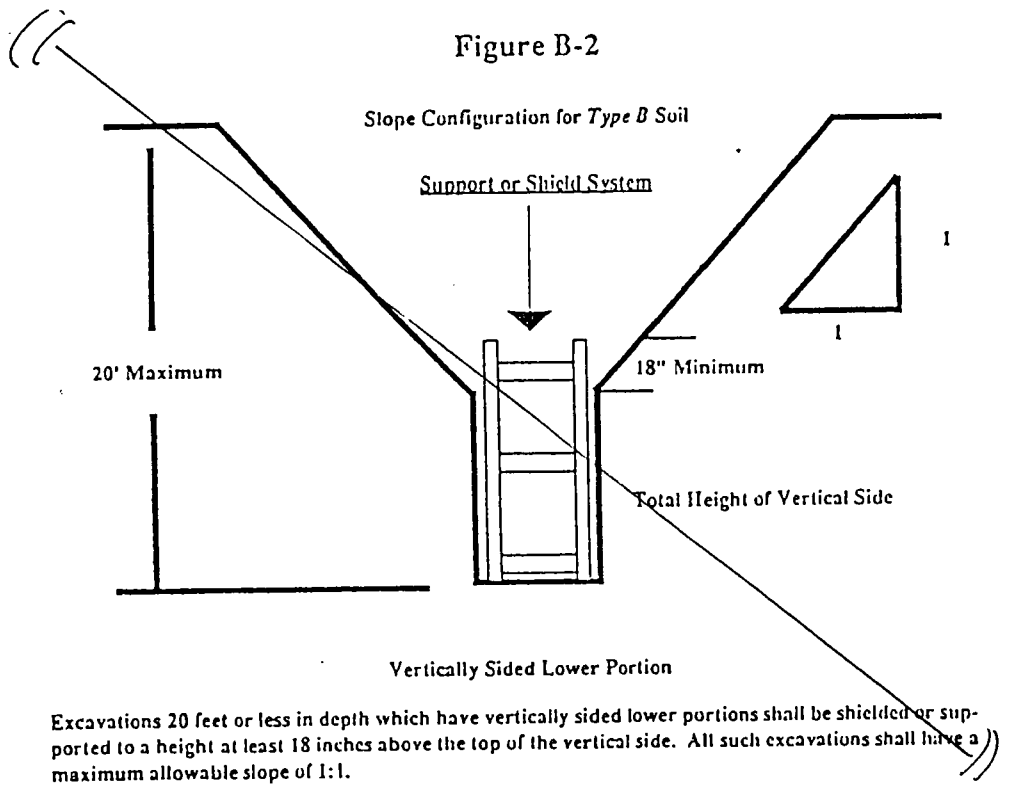 Figure B-2
Slope Configuration for Type B Soil
Support or Shield System
1
1
20' Maximum
18" Minimum
Total Height of Vertical Side
Vertically Sided Lower Portion
Excavations 20 feet or less in depth which have vertically sided lower portions shall be shielded or sup-
ported to a height at least 18 inches above the top of the vertical side. All such excavations shall have a
maximum allowable slope of 1:1.